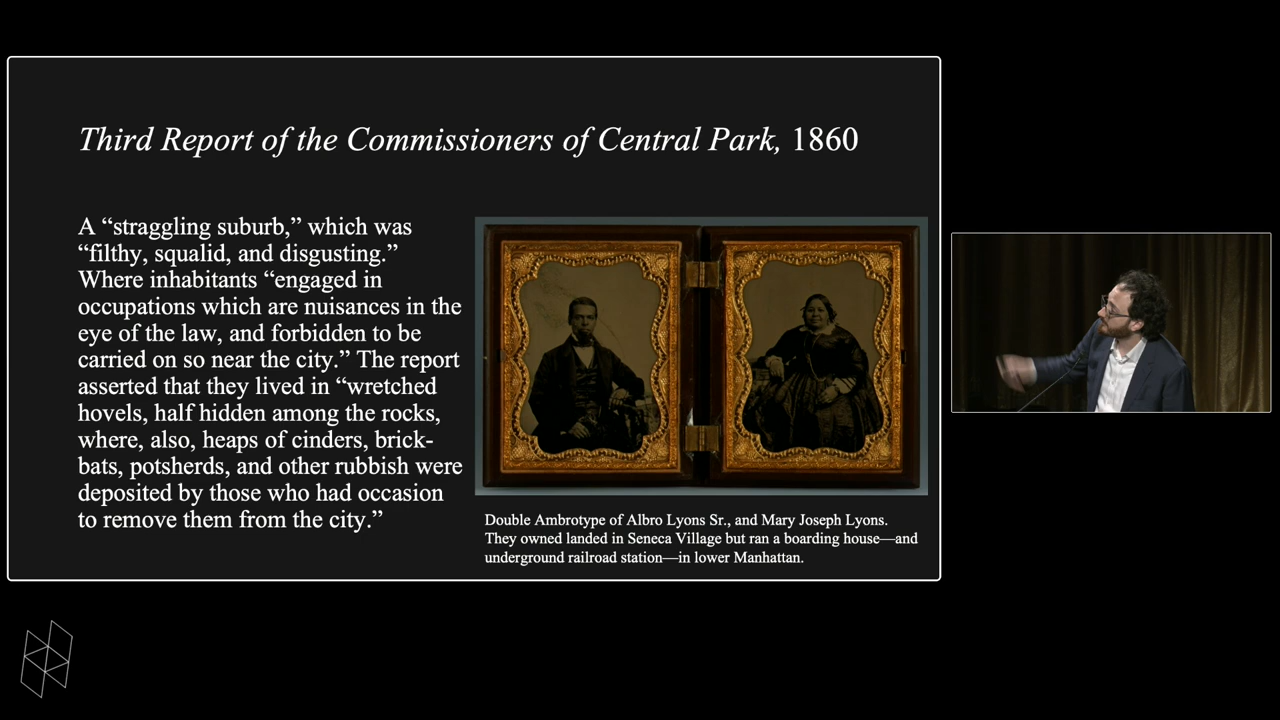 Third Report of the Commissioners of Central Park, 1860
A “straggling suburb,” which was
“filthy, squalid, and disgusting.”
Where inhabitants “engaged in
occupations which are nuisances in the
eye of the law, and forbidden to be
carried on so near the city.” The report
asserted that they lived in “wretched
hovels, half hidden among the rocks,
where, also, heaps of cinders, brick-
bats, potsherds, and other rubbish were
deposited by those who had occasion
to remove them from the city.”
Double Ambrotype of Albro Lyons Sr., and Mary Joseph Lyons.
They owned landed in Seneca Village but ran a boarding house—and
underground railroad station—in lower Manhattan.